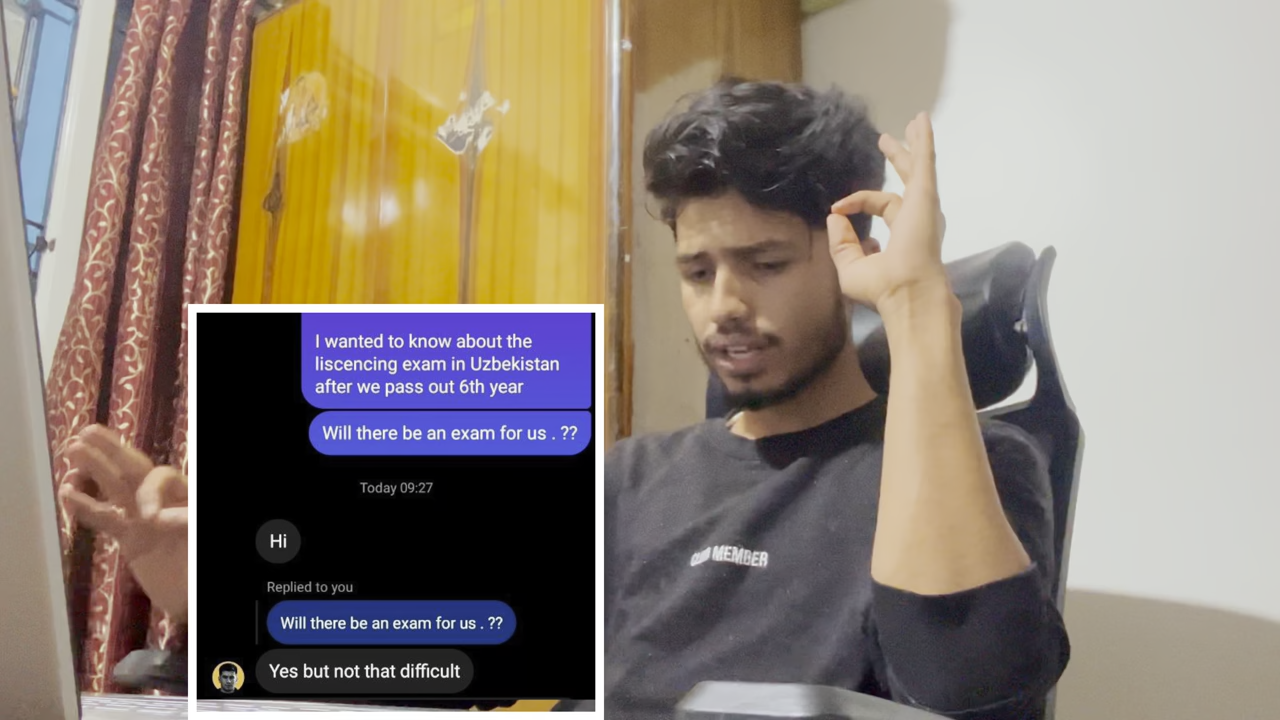 I wanted to know about the
liscencing exam in Uzbekistan
after we pass out 6th year
Will there be an exam for us . ??
Today 09:27
Hi
Replied to you
Will there be an exam for us . ??
Yes but not that difficult
MEMBER